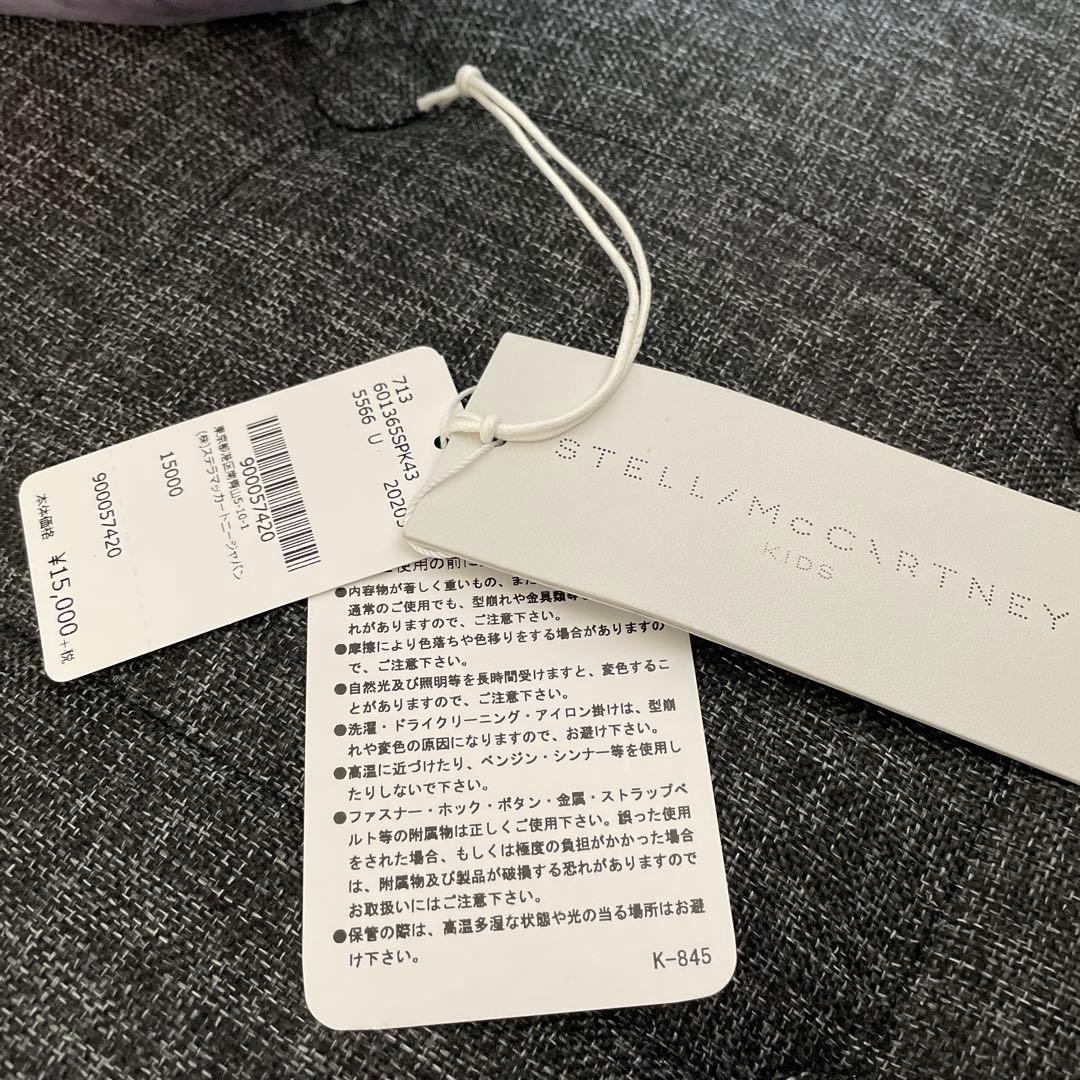 713
601365SPK43
5566 U
2020
900057420
東京都港区南青山5-10-1
(株)ステラマッカートニージャパン
15000
900057420
本体価格 ¥15,000+税
STELLA McCARTNEY
KIDS
使用の前に
●内容物が著しく重いもの、また
通常のご使用でも、型崩れや金具類等
れがありますので、ご注意下さい。
●摩擦により色落ちや色移りをする場合がありますの
で、ご注意下さい。
●自然光及び照明等を長時間受けますと、変色するこ
とがありますので、ご注意下さい。
●洗濯・ドライクリーニング・アイロン掛けは、型崩
れや変色の原因になりますので、お避け下さい。
●高温に近づけたり、ベンジン・シンナー等を使用し
たりしないで下さい。
●ファスナー・ホック・ボタン・金属・ストラップベ
ルト等の附属物は正しくご使用下さい。誤った使用
をされた場合、もしくは極度の負担がかかった場合
は、附属物及び製品が破損する恐れがありますので
お取扱いにはご注意下さい。
●保管の際は、高温多湿な状態や光の当る場所はお避
け下さい。
K-845